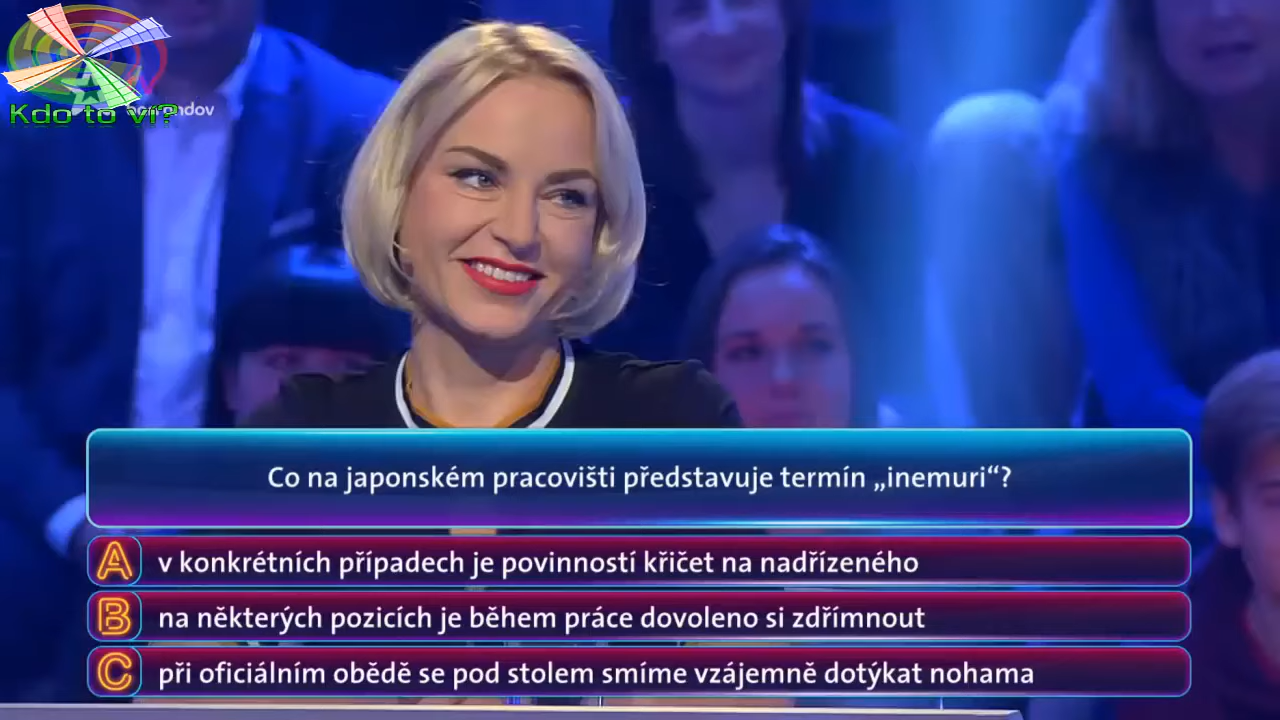 Kdo to ví?
Co na japonském pracovišti představuje termín „inemuri“?
A v konkrétních případech je povinností křičet na nadřízeného
B na některých pozicích je během práce dovoleno si zdřímnout
C při oficiálním obědě se pod stolem smíme vzájemně dotýkat nohama